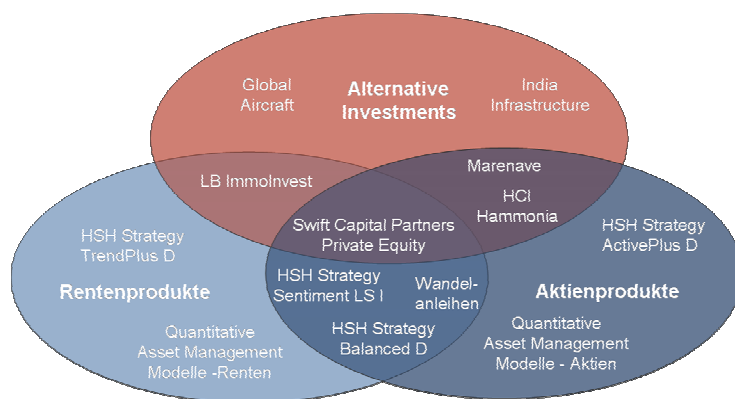 Global
Aircraft
Alternative
Investments
India
Infrastructure
LB ImmoInvest
Marenave
HCI
Hammonia
Swift Capital Partners
Private Equity
HSH Strategy
TrendPlus D
HSH Strategy
ActivePlus D
Rentenprodukte
HSH Strategy
Sentiment LS I
Wandel-
anleihen
Aktienprodukte
Quantitative
Asset Management
Modelle -Renten
HSH Strategy
Balanced D
Quantitative
Asset Management
Modelle - Aktien